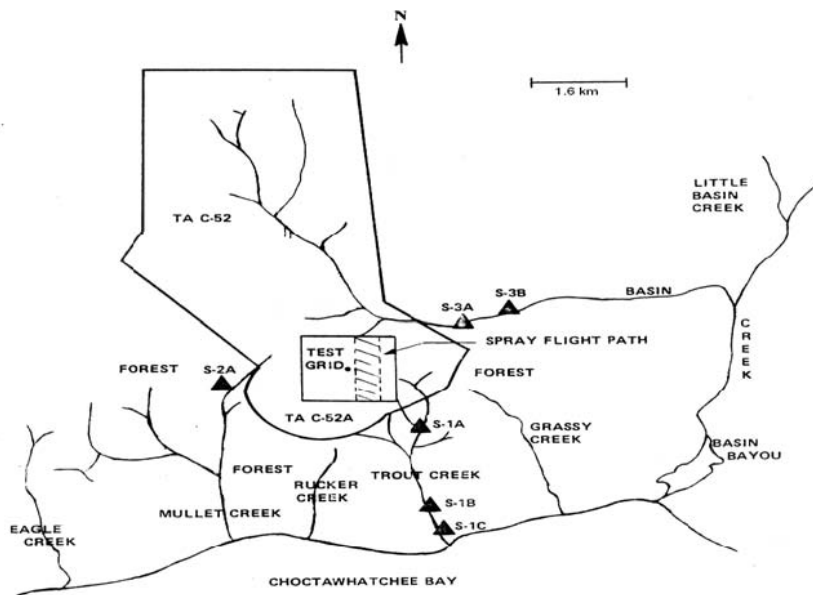 N
1.6 km
LITTLE
BASIN
CREEK
TA C-52
S-3B
BASIN
S-3A
CREEK
TEST
GRID
SPRAY FLIGHT PATH
FOREST
S-2A
FOREST
TA C-52A
S-1A
GRASSY
CREEK
BASIN
BAYOU
FOREST
RUCKER
CREEK
TROUT CREEK
MULLET CREEK
S-1B
S-1C
EAGLE
CREEK
CHOCTAWHATCHEE BAY